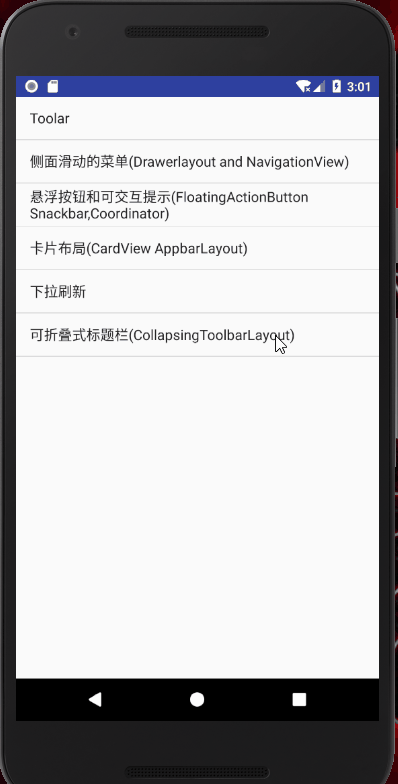 3:01
Toolar
侧面滑动的菜单(Drawerlayout and NavigationView)
悬浮按钮和可交互提示(FloatingActionButton
Snackbar,Coordinator)
卡片布局(CardView AppbarLayout)
下拉刷新
可折叠式标题栏(CollapsingToolbarLayout)